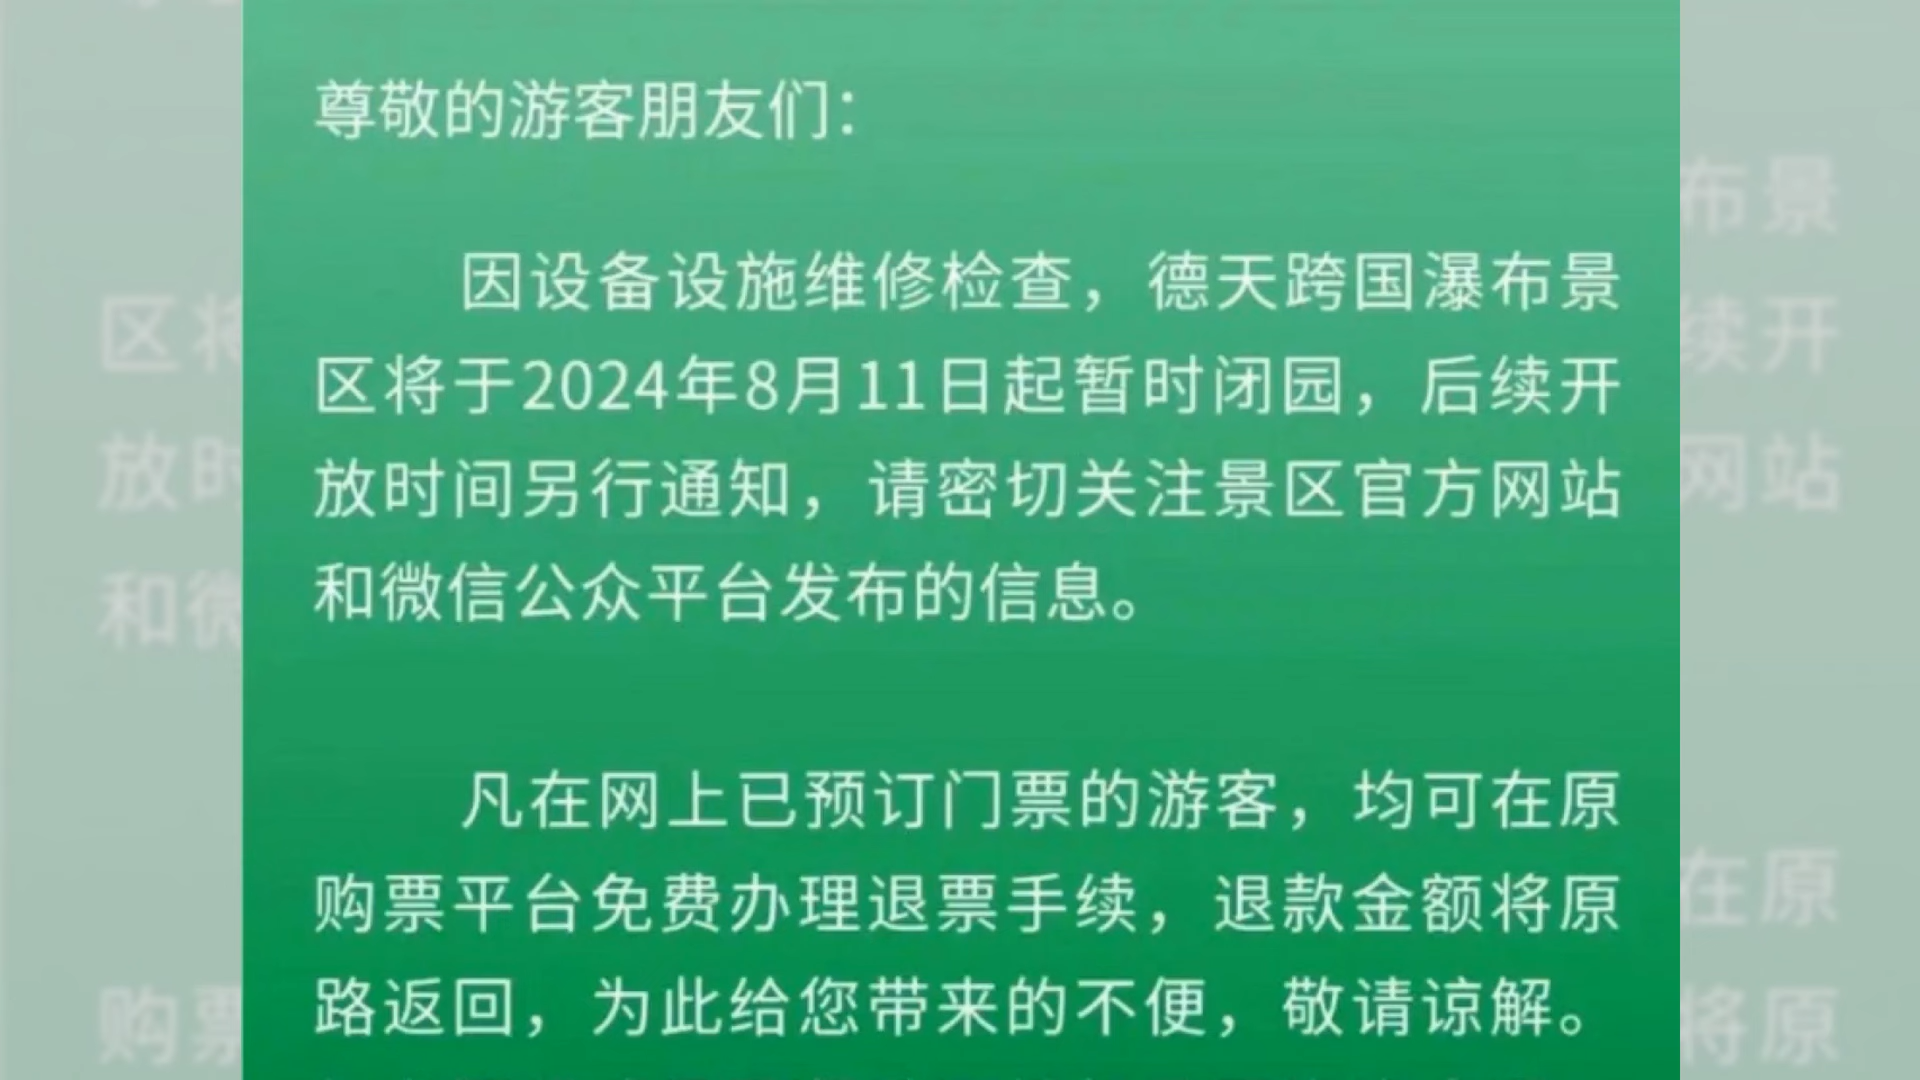 尊敬的游客朋友们：
因设备设施维修检查，德天跨国瀑布景
区将于2024年8月11日起暂时闭园，后续开
放时间另行通知，请密切关注景区官方网站
和微信公众平台发布的信息。
凡在网上已预订门票的游客，均可在原
购票平台免费办理退票手续，退款金额将原
路返回，为此给您带来的不便，敬请谅解。